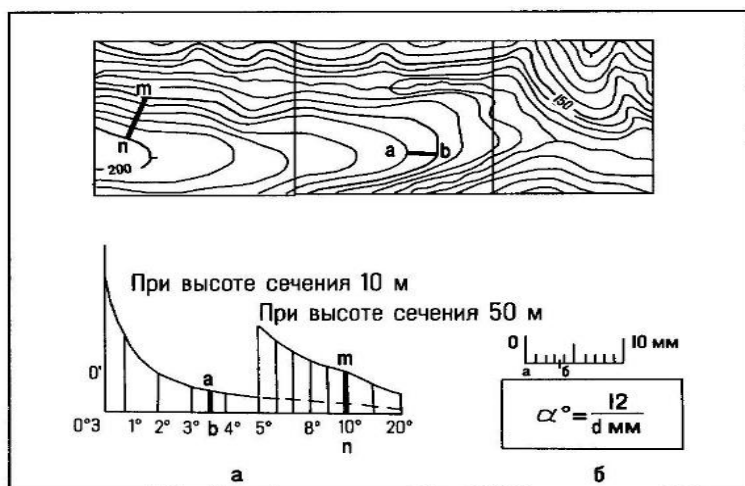 m
n
200
a b
150
При высоте сечения 10 м
При высоте сечения 50 м
0'
a
m
0°3 1° 2° 3° b 4° 5° 8° 10° 20°
n
а
0 10 мм
а б
α° = 12
d мм
б